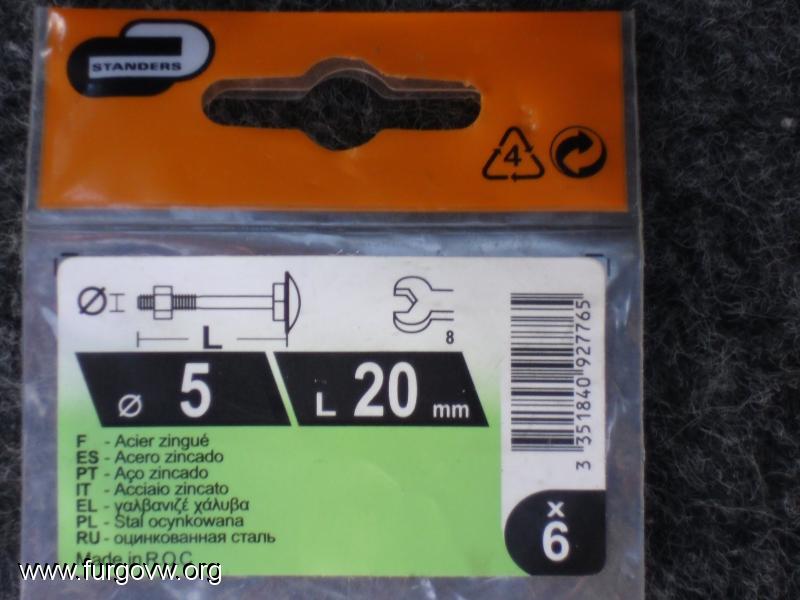 STANDERS
4
Ø
L
8
Ø 5
L 20 mm
F - Acier zingué
ES - Acero zincado
PT - Aço zincado
IT - Acciaio zincato
EL - γαλβανιζέ χάλυβα
PL - Stal ocynkowana
RU - оцинкованная сталь
Made in R.O.C.
3 351840 927765
x
6
www.furgovw.org